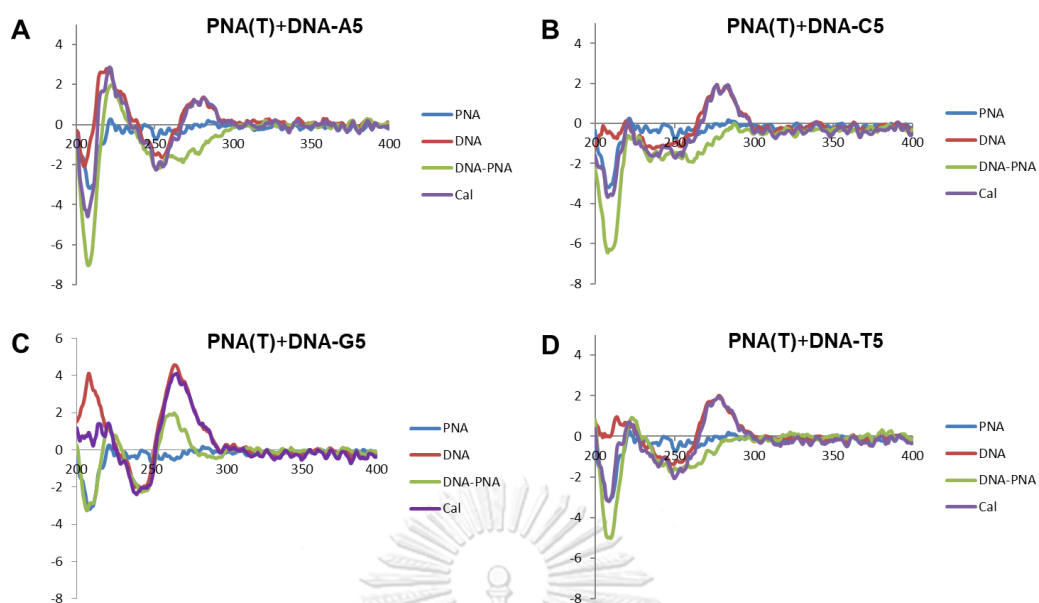 A
PNA(T)+DNA-A5
4
2
0
-2
-4
-6
-8
200
250
300
350
400
PNA
DNA
DNA-PNA
Cal
B
PNA(T)+DNA-C5
4
2
0
-2
-4
-6
-8
200
250
300
350
400
PNA
DNA
DNA-PNA
Cal
C
PNA(T)+DNA-G5
6
4
2
0
-2
-4
-6
-8
200
250
300
350
400
PNA
DNA
DNA-PNA
Cal
D
PNA(T)+DNA-T5
4
2
0
-2
-4
-6
-8
200
250
300
350
400
PNA
DNA
DNA-PNA
Cal